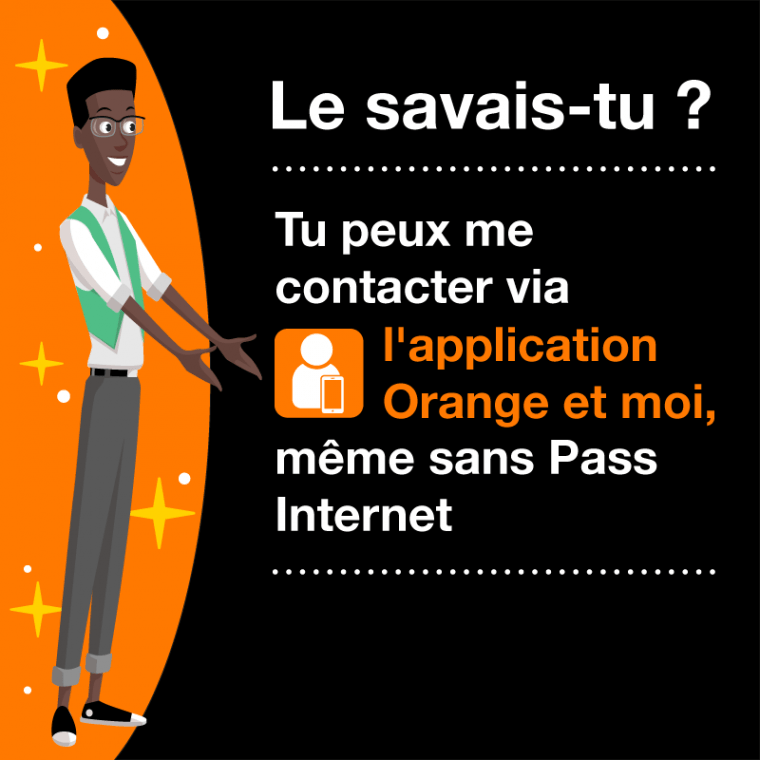 Le savais-tu ?
Tu peux me
contacter via
l'application
Orange et moi,
même sans Pass
Internet